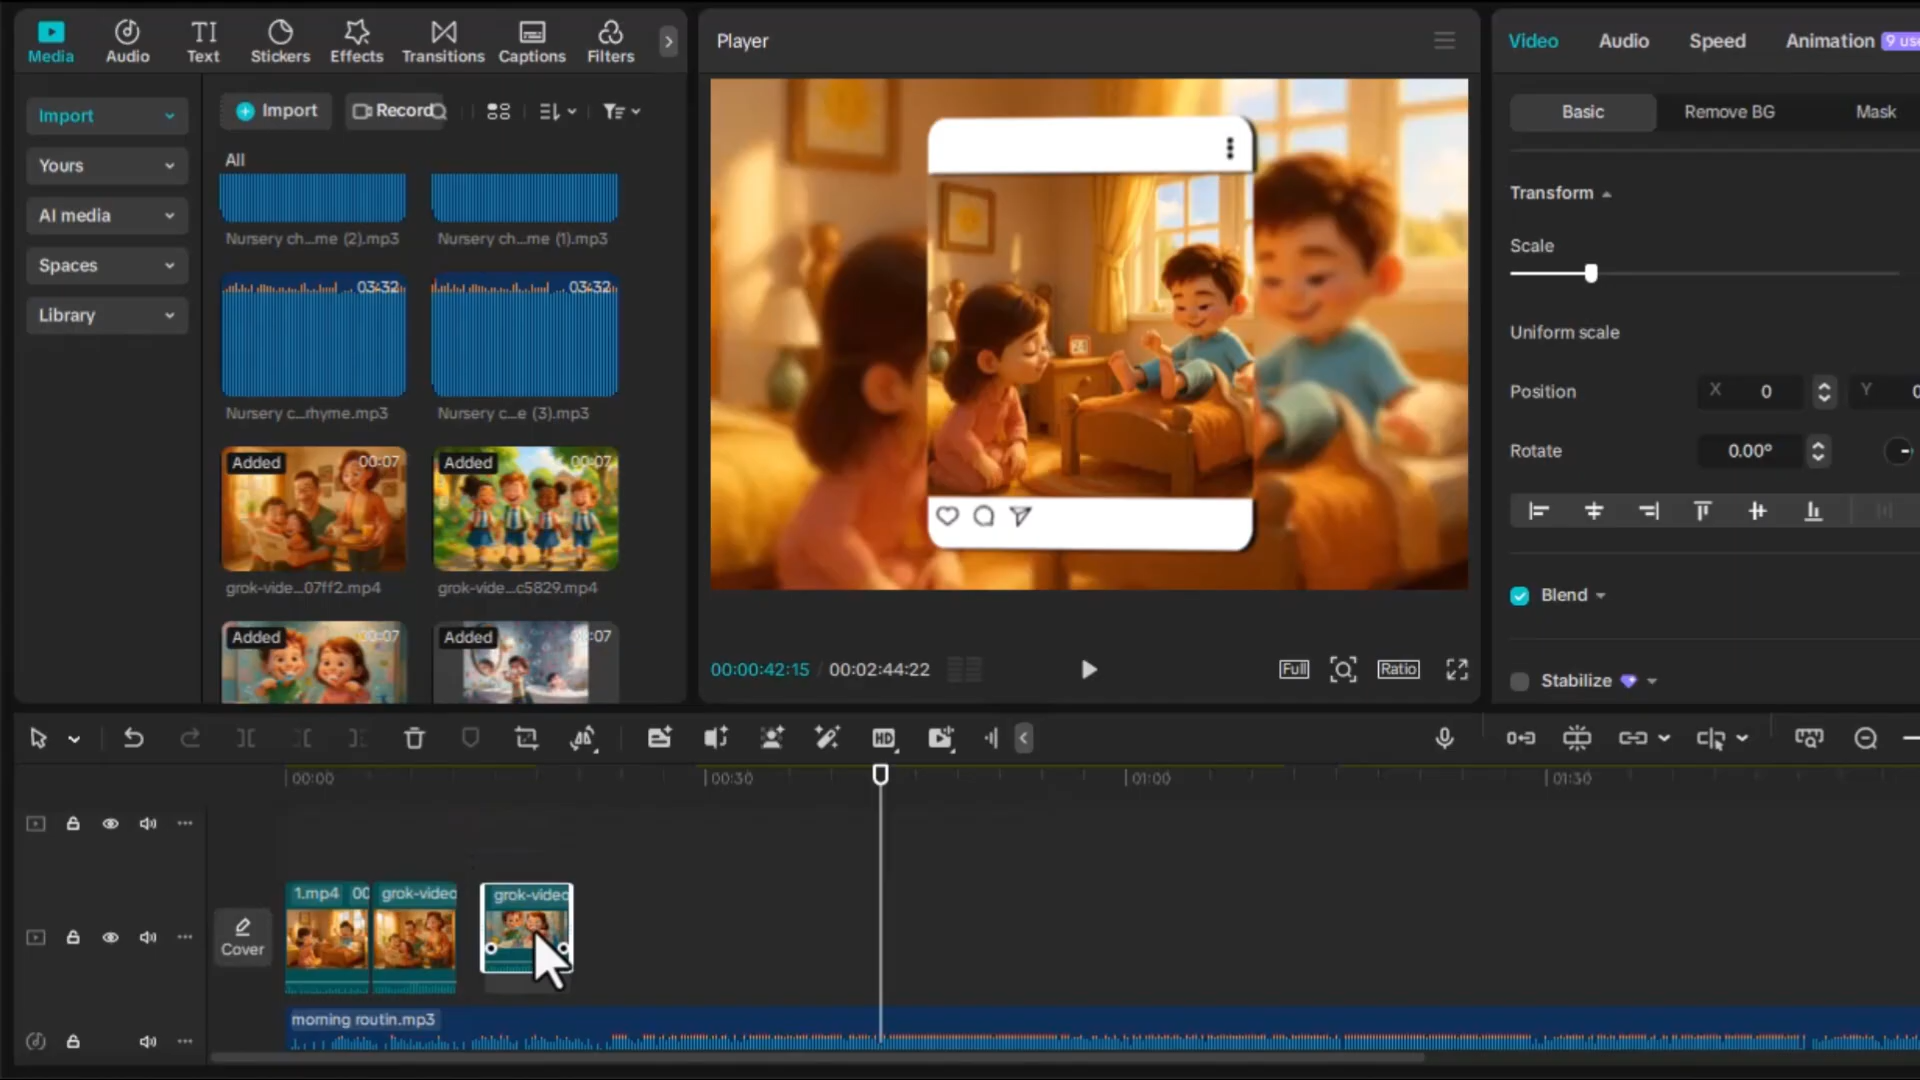 Media
Audio
Text
Stickers
Effects
Transitions
Captions
Filters
Import
Yours
AI media
Spaces
Library
Import
Record
All
Nursery ch...me (2).mp3
Nursery ch...me (1).mp3
03:32
03:32
Nursery c...rhyme.mp3
Nursery c...e (3).mp3
Added 00:07
Added 00:07
grok-vide...07ff2.mp4
grok-vide...c5829.mp4
Added 00:07
Added :07
Player
24
00:00:42:15 / 00:02:44:22
Full
Ratio
Video
Audio
Speed
Animation
9 use
Basic
Remove BG
Mask
Transform
Scale
Uniform scale
Position X 0 Y 0
Rotate 0.00°
Blend
Stabilize
HD
00:00
00:30
01:00
01:30
Cover
1.mp4 00
grok-video
grok-video
morning routin.mp3